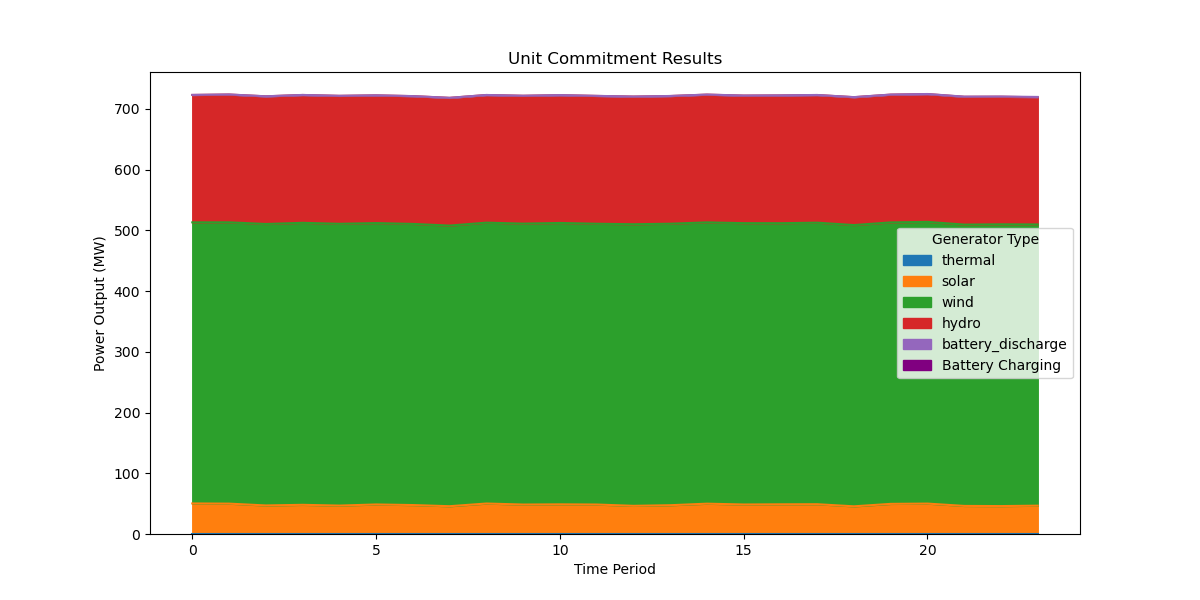 Unit Commitment Results
Power Output (MW)
700
600
500
400
300
200
100
0
Generator Type
thermal
solar
wind
hydro
battery_discharge
Battery Charging
0 5 10 15 20
Time Period